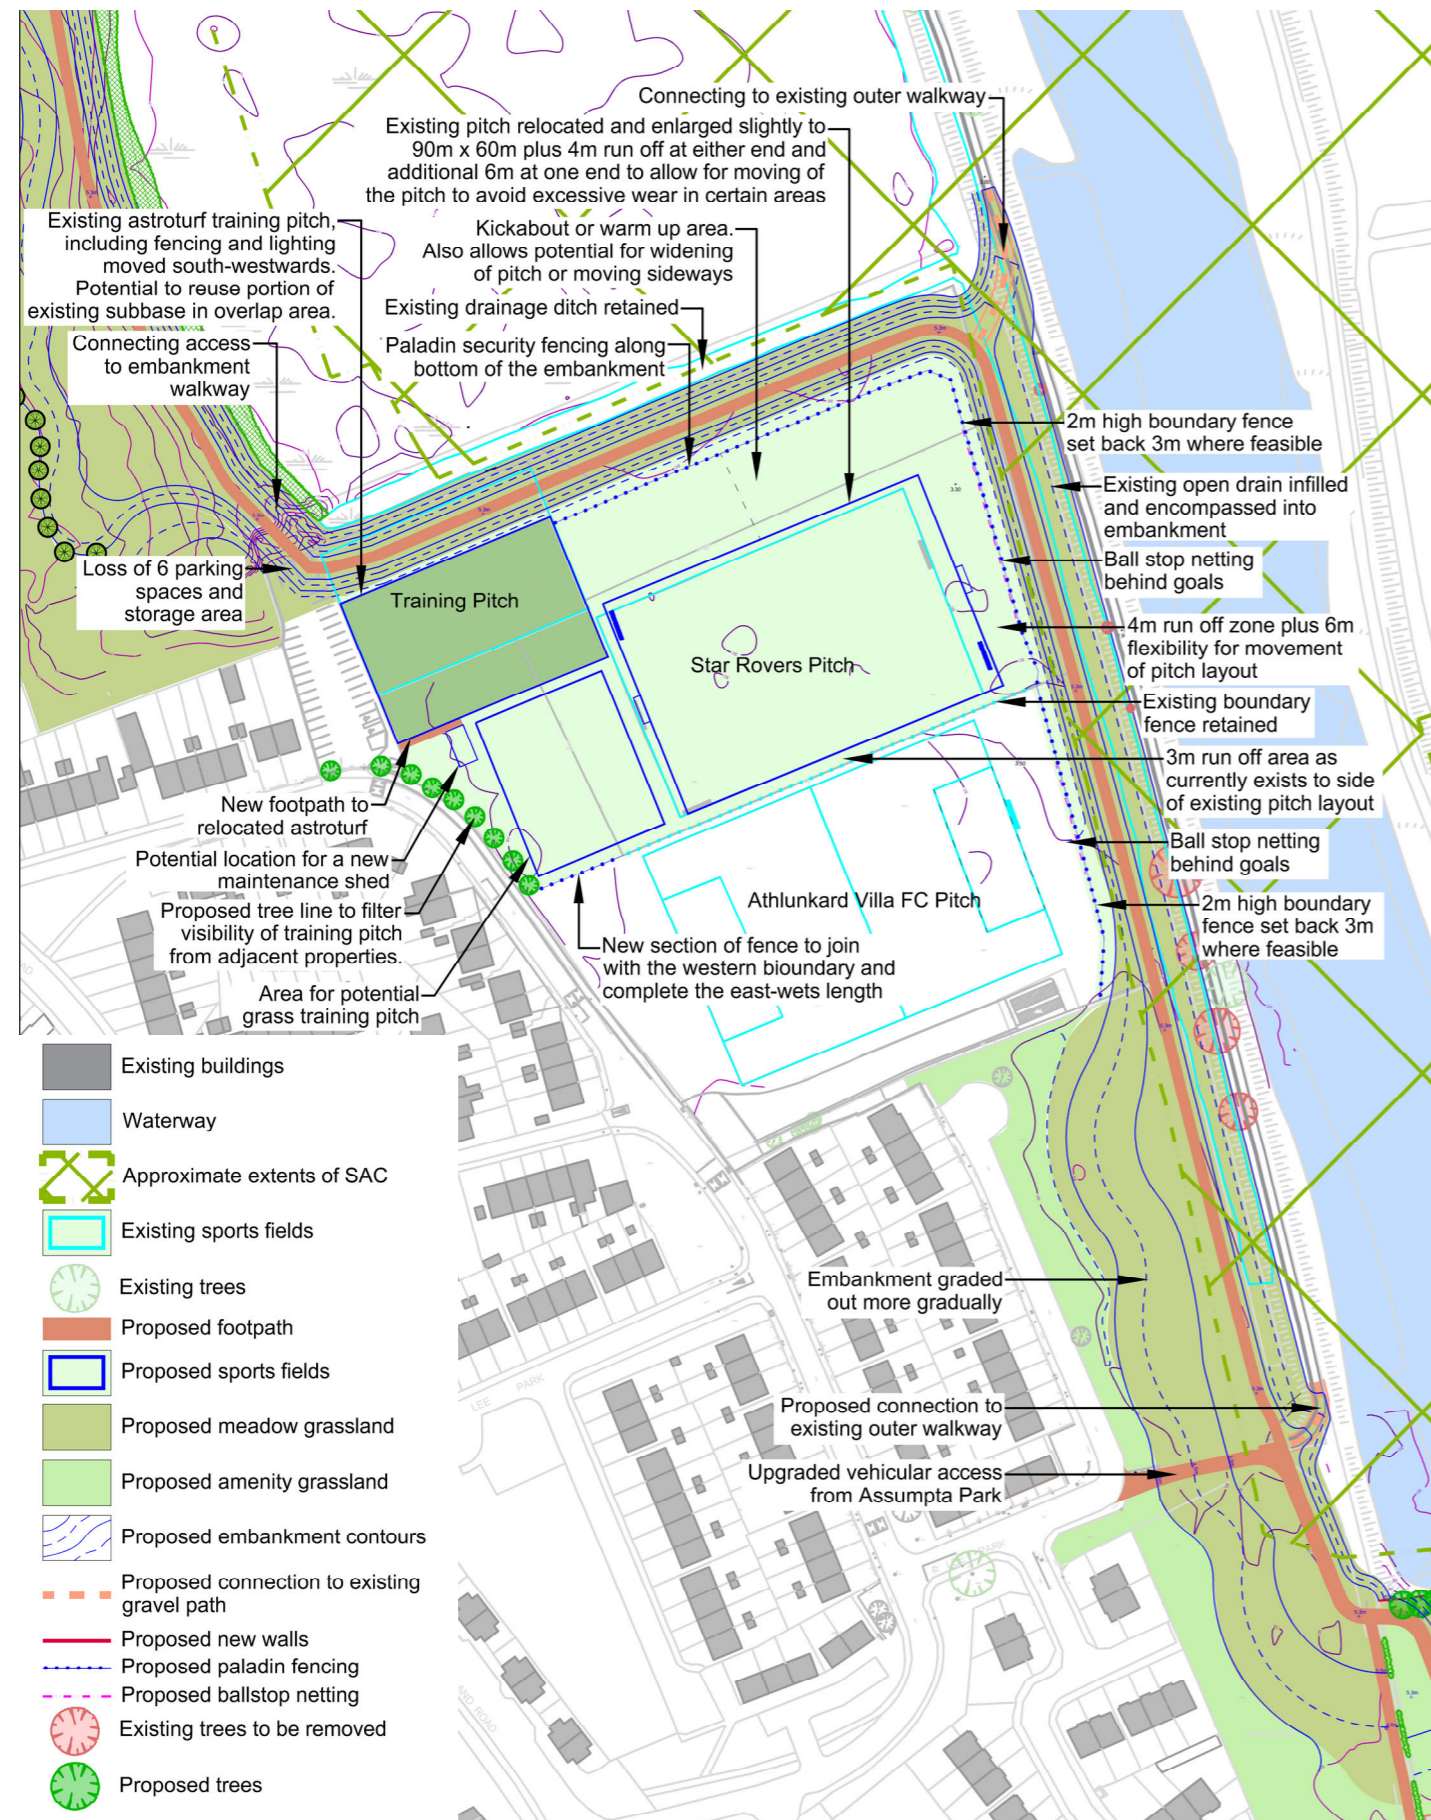 Connecting to existing outer walkway
Existing pitch relocated and enlarged slightly to
90m x 60m plus 4m run off at either end and
additional 6m at one end to allow for moving of
the pitch to avoid excessive wear in certain areas
Existing astroturf training pitch,
including fencing and lighting
moved south-westwards.
Potential to reuse portion of
existing subbase in overlap area.
Kickabout or warm up area.
Also allows potential for widening
of pitch or moving sideways
Existing drainage ditch retained
Connecting access
to embankment
walkway
Paladin security fencing along
bottom of the embankment
2m high boundary fence
set back 3m where feasible
Existing open drain infilled
and encompassed into
embankment
Loss of 6 parking
spaces and
storage area
Ball stop netting
behind goals
Training Pitch
4m run off zone plus 6m
flexibility for movement
of pitch layout
Star Rovers Pitch
Existing boundary
fence retained
3m run off area as
currently exists to side
of existing pitch layout
New footpath to
relocated astroturf
Potential location for a new
maintenance shed
Ball stop netting
behind goals
Athlunkard Villa FC Pitch
Proposed tree line to filter
visibility of training pitch
from adjacent properties.
2m high boundary
fence set back 3m
where feasible
New section of fence to join
with the western bioundary and
complete the east-wets length
Area for potential
grass training pitch
Existing buildings
Waterway
Approximate extents of SAC
Existing sports fields
Existing trees
Proposed footpath
Proposed sports fields
Proposed meadow grassland
Proposed amenity grassland
Proposed embankment contours
Proposed connection to existing
gravel path
Proposed new walls
Proposed paladin fencing
Proposed ballstop netting
Existing trees to be removed
Proposed trees
Embankment graded
out more gradually
Proposed connection to
existing outer walkway
Upgraded vehicular access
from Assumpta Park
LEE PARK
PARK
ROAD
3.30
5.3m